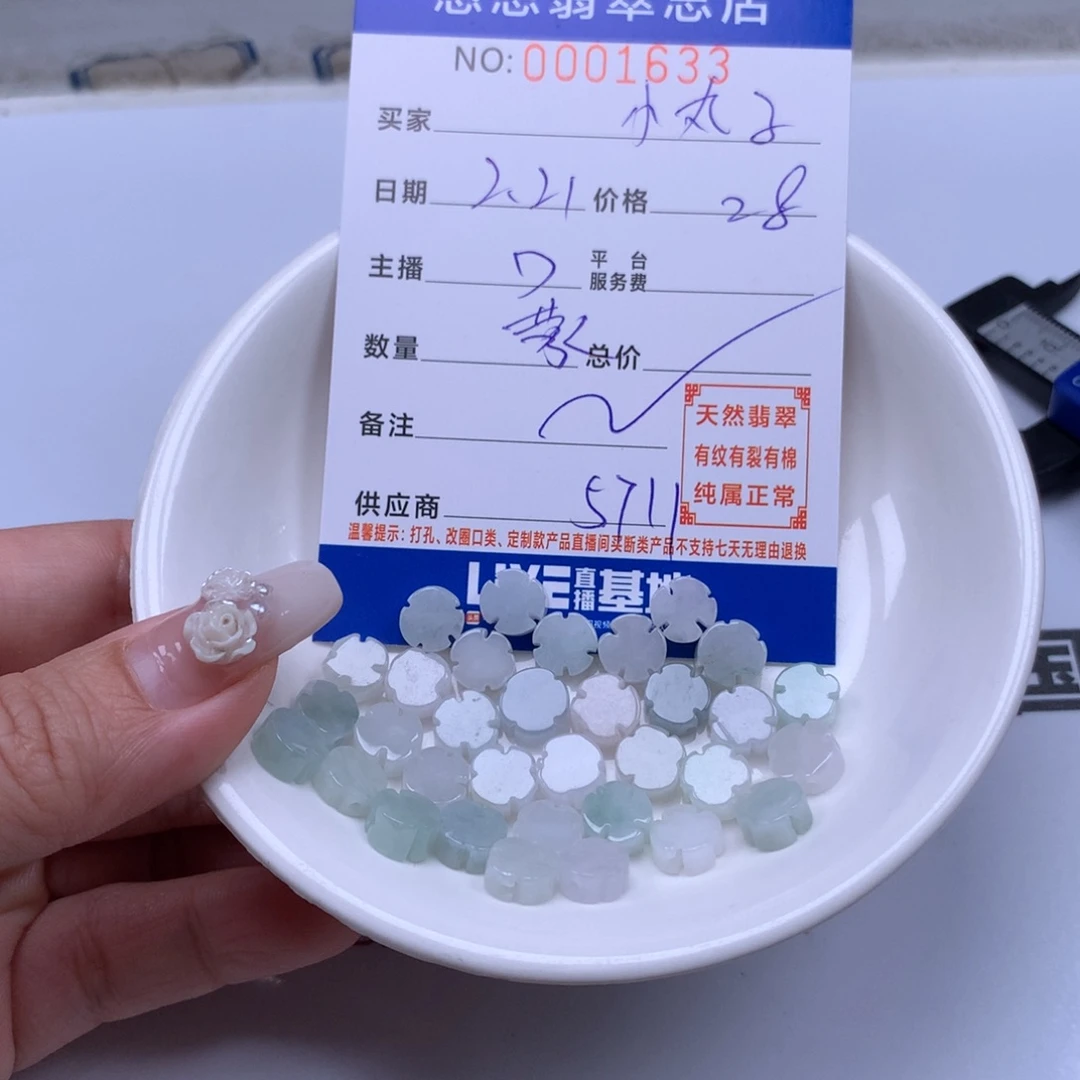 NO: 0001633
买家 小丸子
日期 2.21 价格 28
主播 平台服务费
数量 总价
备注
天然翡翠
有纹有裂有棉
纯属正常
供应商 5711
温馨提示：打孔、改圈口类、定制款产品直播间买断类产品不支持七天无理由退换
直播基地